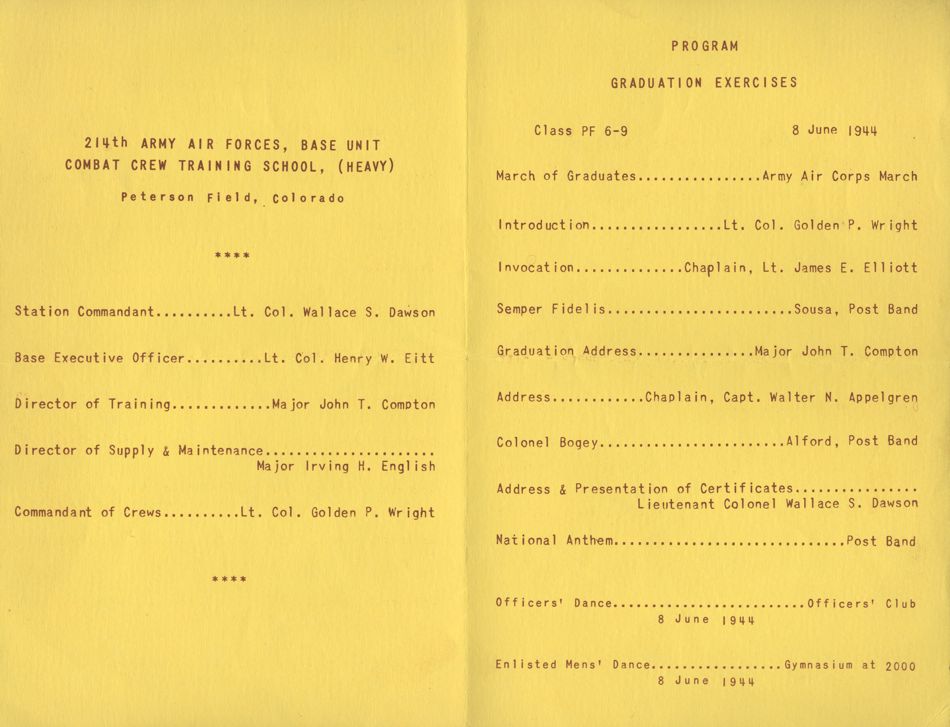 214th ARMY AIR FORCES, BASE UNIT
COMBAT CREW TRAINING SCHOOL, (HEAVY)
Peterson Field, Colorado
****
Station Commandant..........Lt. Col. Wallace S. Dawson
Base Executive Officer..........Lt. Col. Henry W. Eitt
Director of Training.............Major John T. Compton
Director of Supply & Maintenance......................
Major Irving H. English
Commandant of Crews..........Lt. Col. Golden P. Wright
****
PROGRAM
GRADUATION EXERCISES
Class PF 6-9 8 June 1944
March of Graduates................Army Air Corps March
Introduction.................Lt. Col. Golden P. Wright
Invocation..............Chaplain, Lt. James E. Elliott
Semper Fidelis........................Sousa, Post Band
Graduation Address...............Major John T. Compton
Address............Chaplain, Capt. Walter N. Appelgren
Colonel Bogey........................Alford, Post Band
Address & Presentation of Certificates................
Lieutenant Colonel Wallace S. Dawson
National Anthem..............................Post Band
Officers' Dance.........................Officers' Club
8 June 1944
Enlisted Mens' Dance.................Gymnasium at 2000
8 June 1944